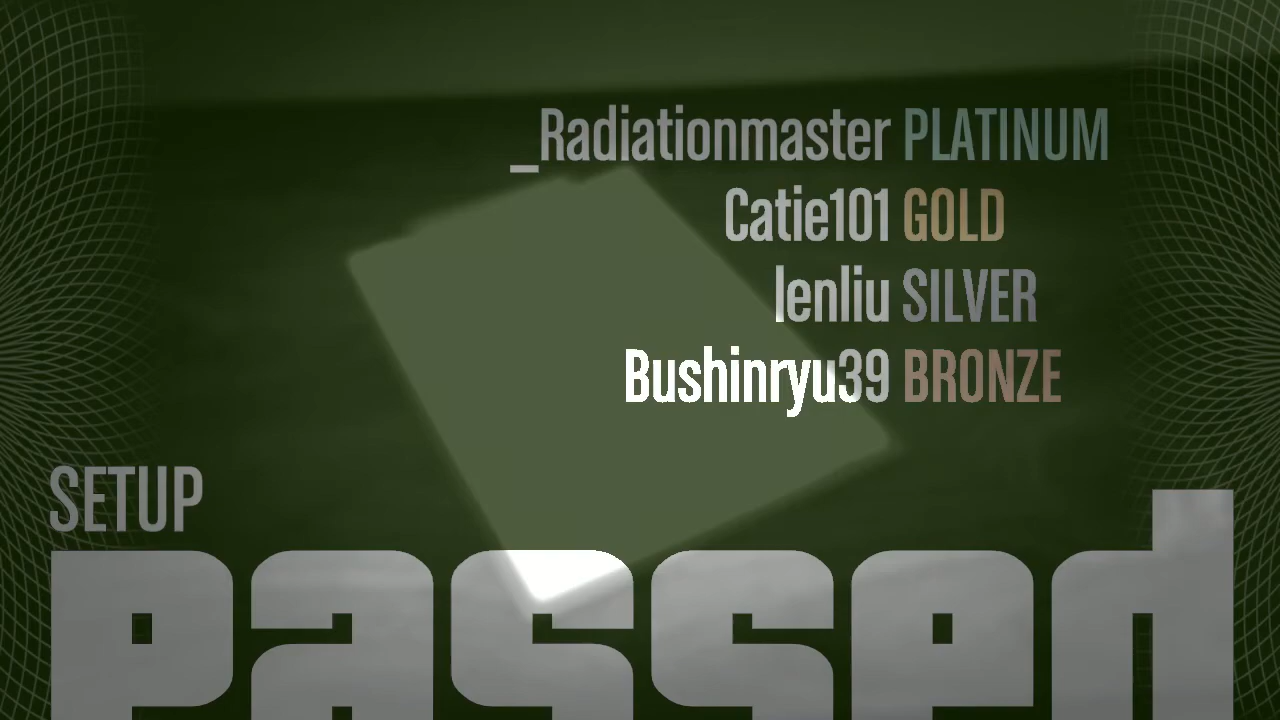 _Radiationmaster PLATINUM
Catie101 GOLD
lenliu SILVER
Bushinryu39 BRONZE
SETUP
passed